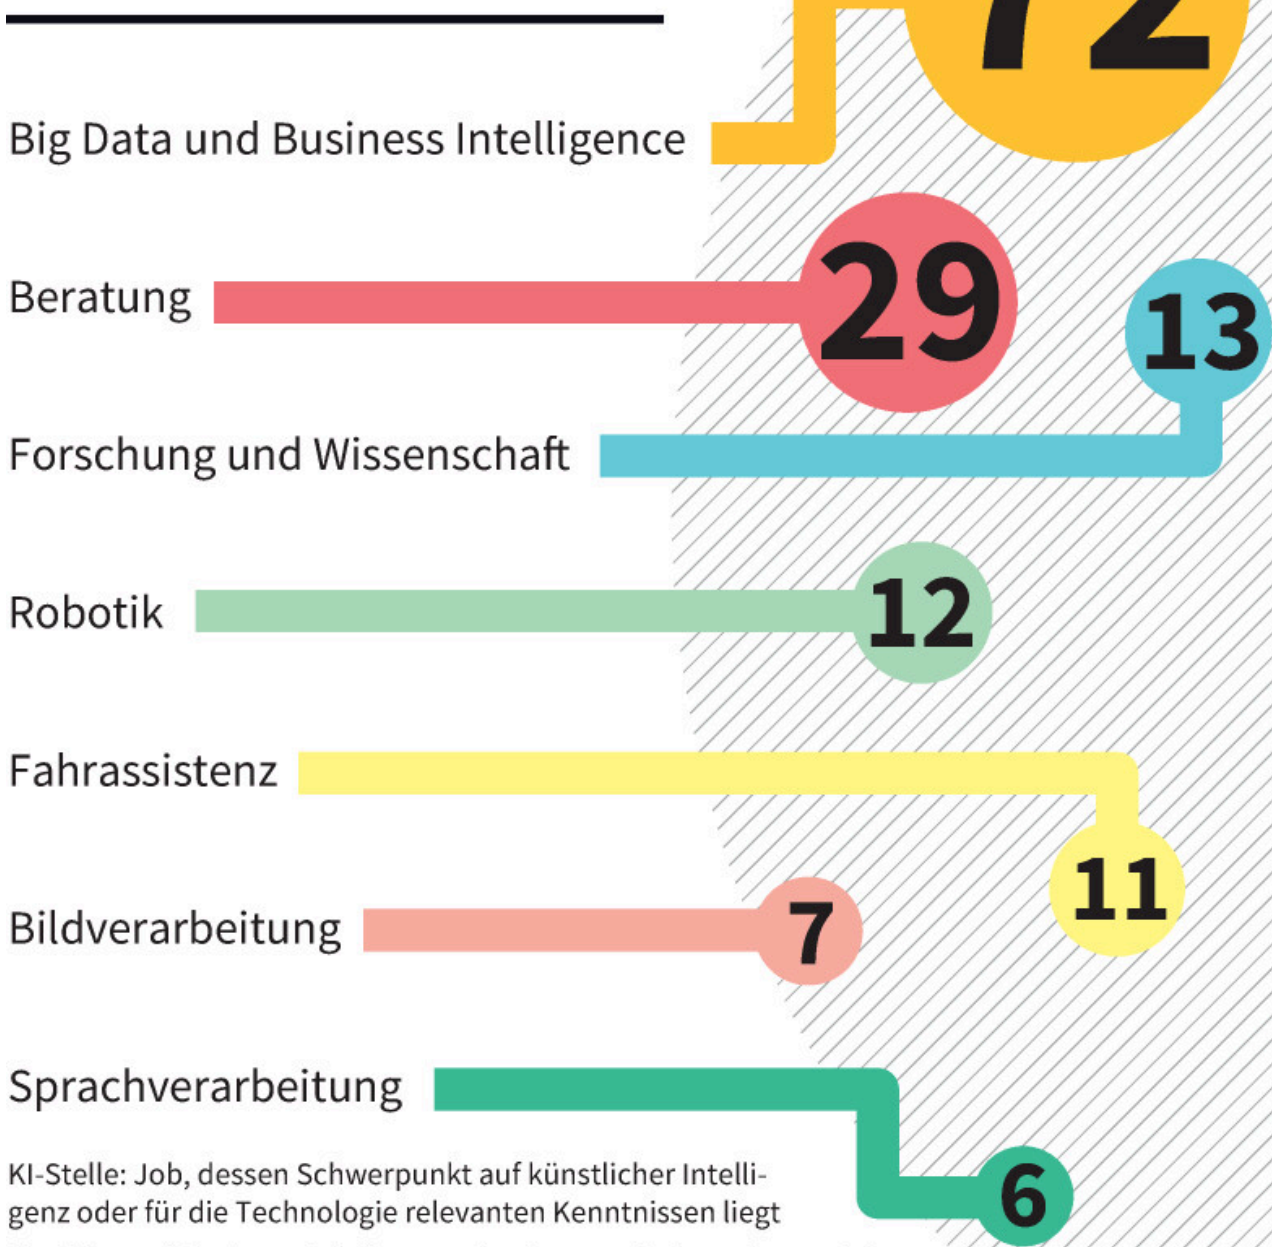 72
Big Data und Business Intelligence
Beratung
29
13
Forschung und Wissenschaft
Robotik
12
Fahrassistenz
11
Bildverarbeitung
7
Sprachverarbeitung
KI-Stelle: Job, dessen Schwerpunkt auf künstlicher Intelli-
genz oder für die Technologie relevanten Kenntnissen liegt
6